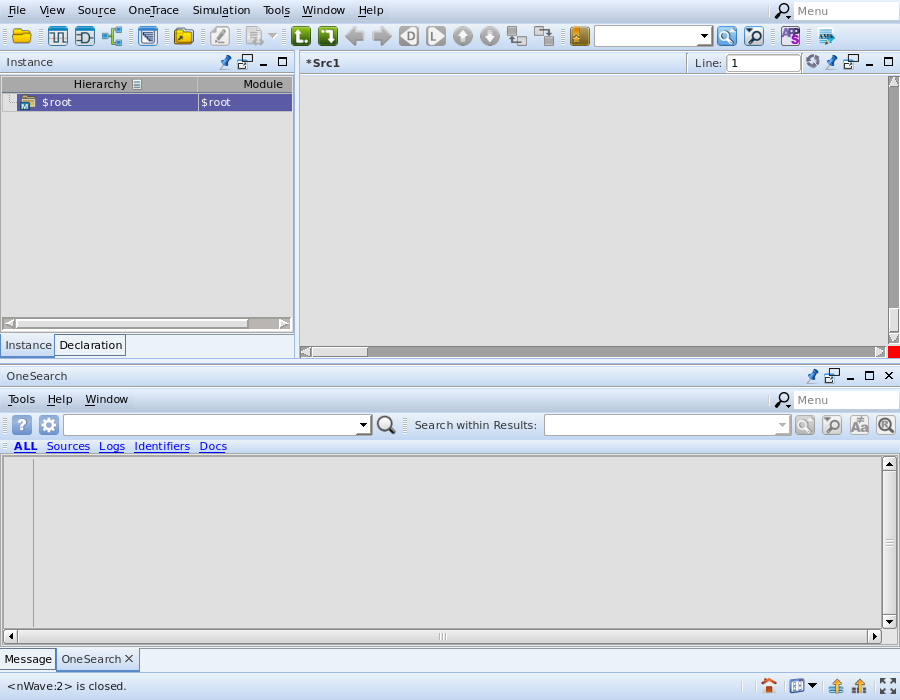 File View Source OneTrace Simulation Tools Window Help Menu
D L APP S
Instance *Src1 Line: 1
Hierarchy Module
M $root $root
Instance Declaration
OneSearch
Tools Help Window Menu
? Search within Results: Aa R
ALL Sources Logs Identifiers Docs
Message OneSearch
<nWave:2> is closed.